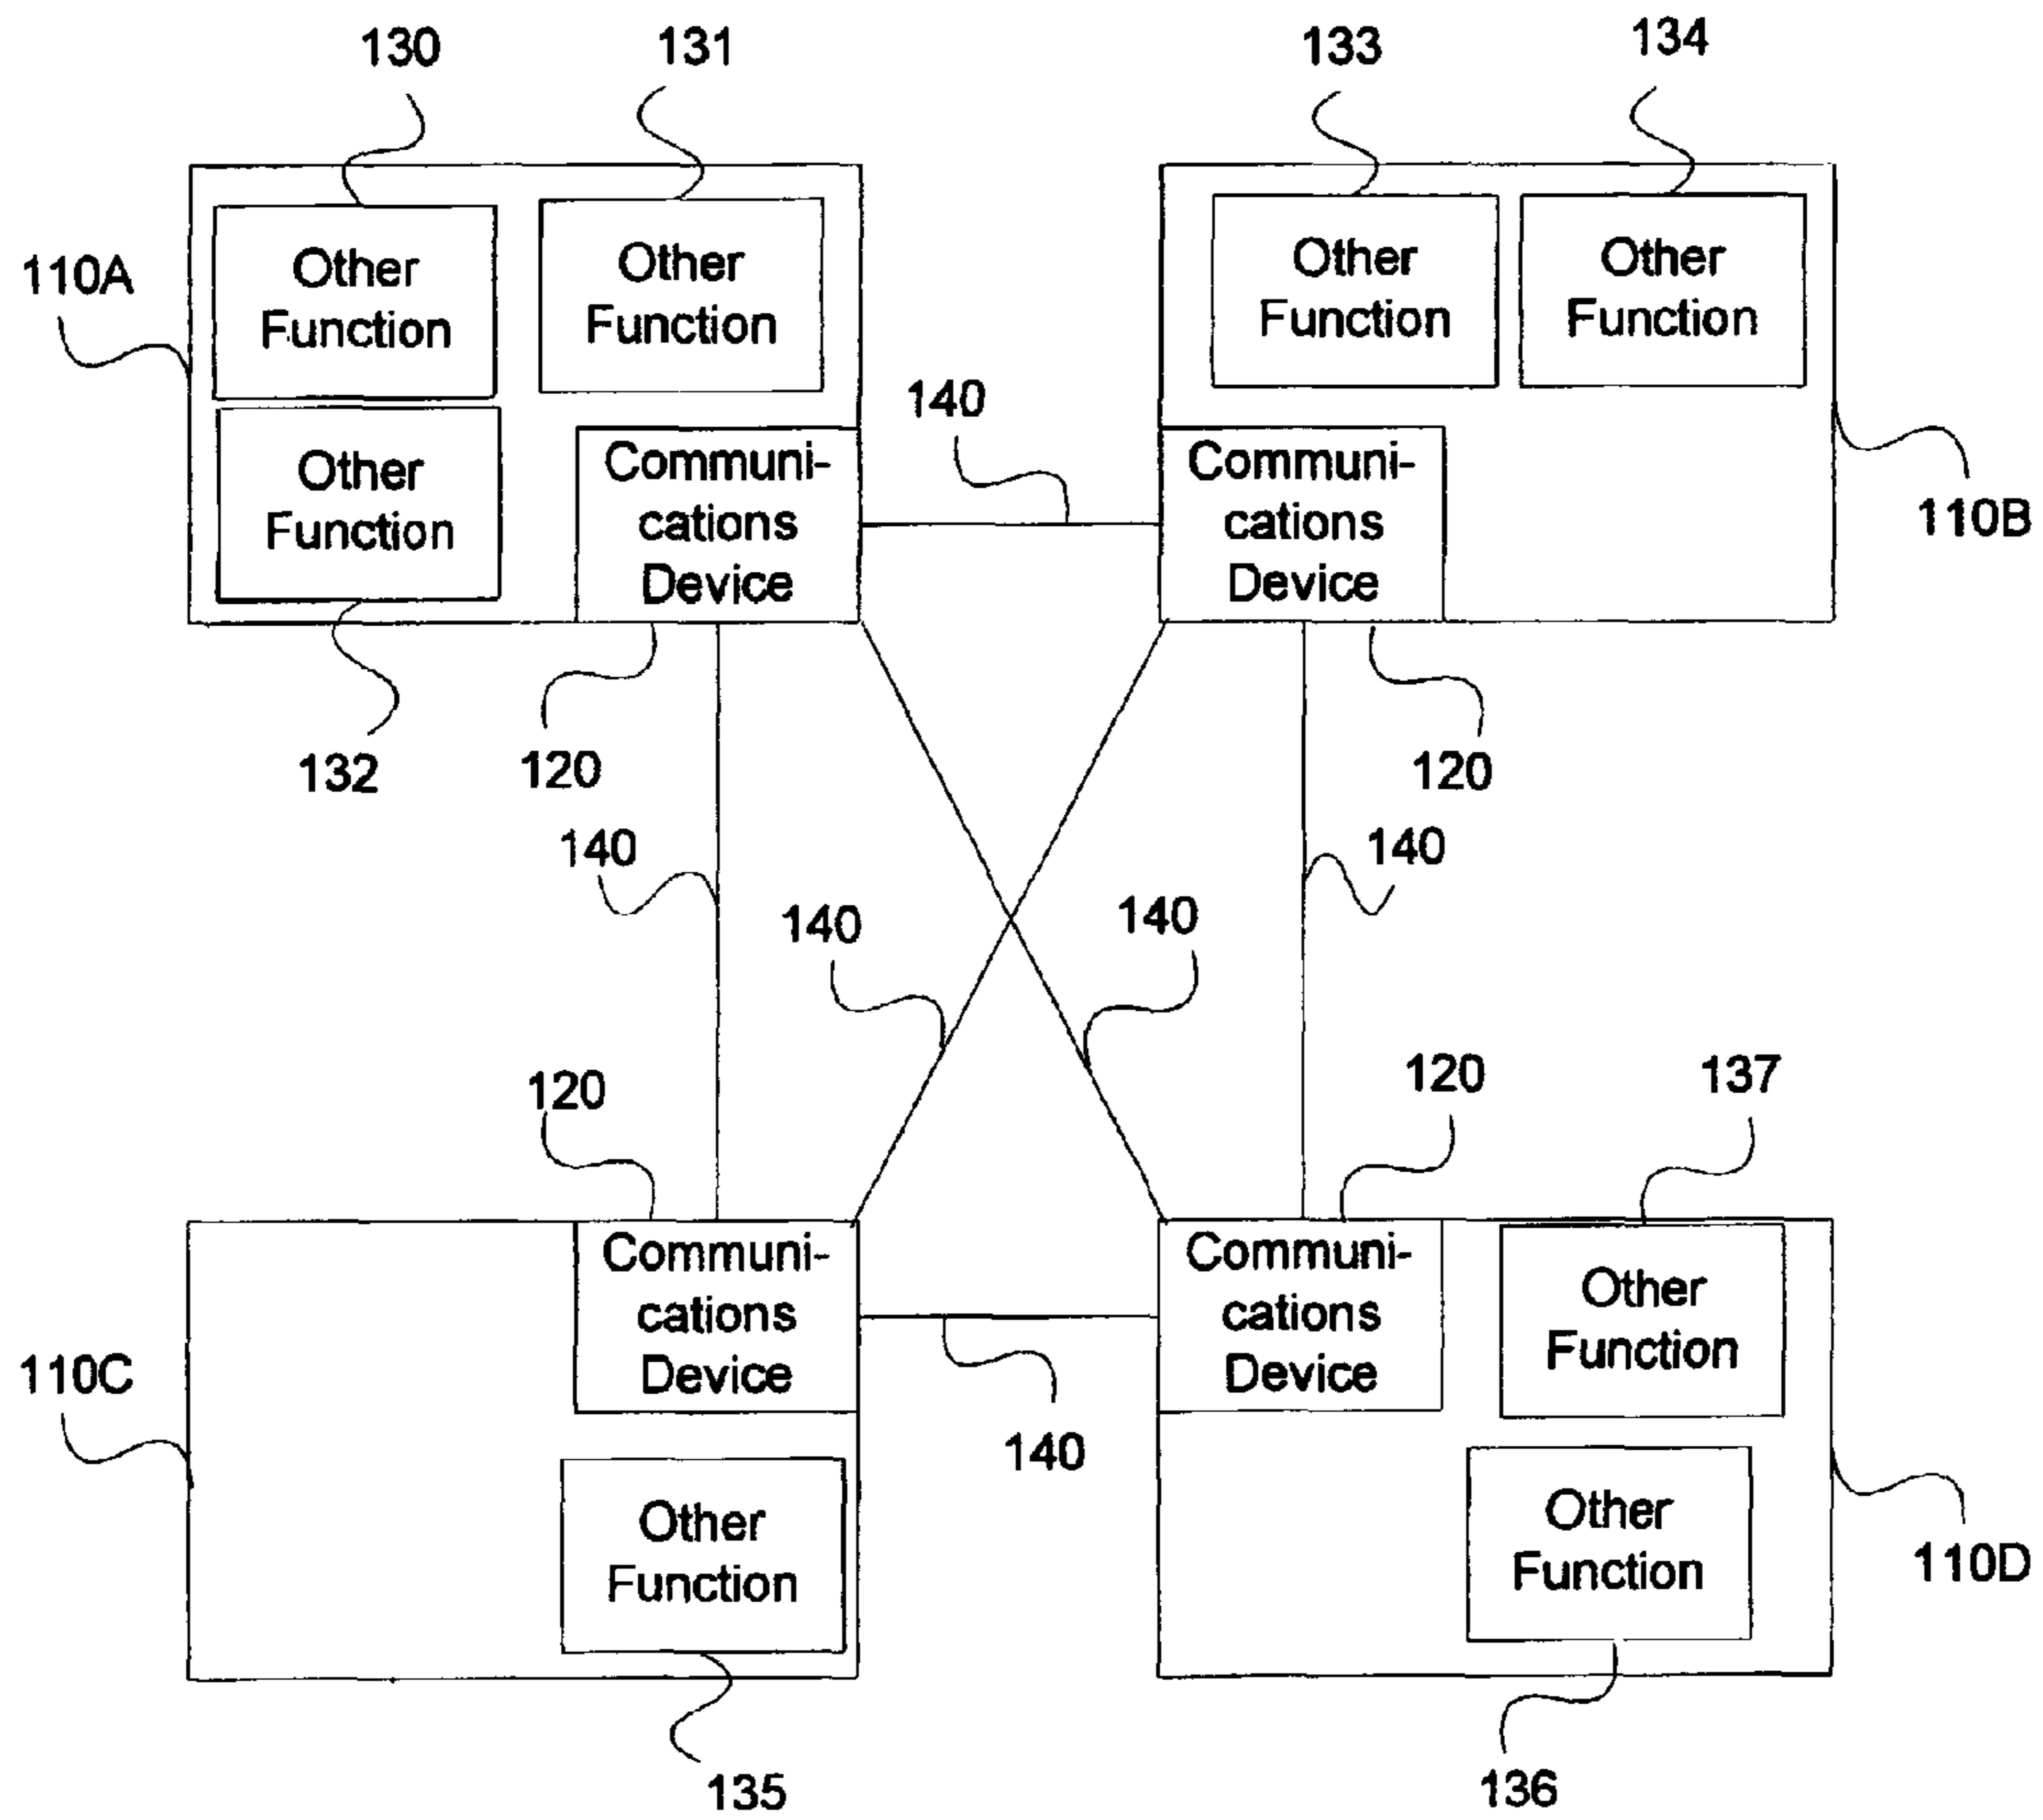 130
131
133
134
110A
Other
Function
Other
Function
Other
Function
Other
Function
Other
Function
140
Communi-
cations
Device
Communi-
cations
Device
110B
132
120
120
140
140
140
140
120
120
137
Communi-
cations
Device
Communi-
cations
Device
Other
Function
110C
140
Other
Function
Other
Function
110D
135
136